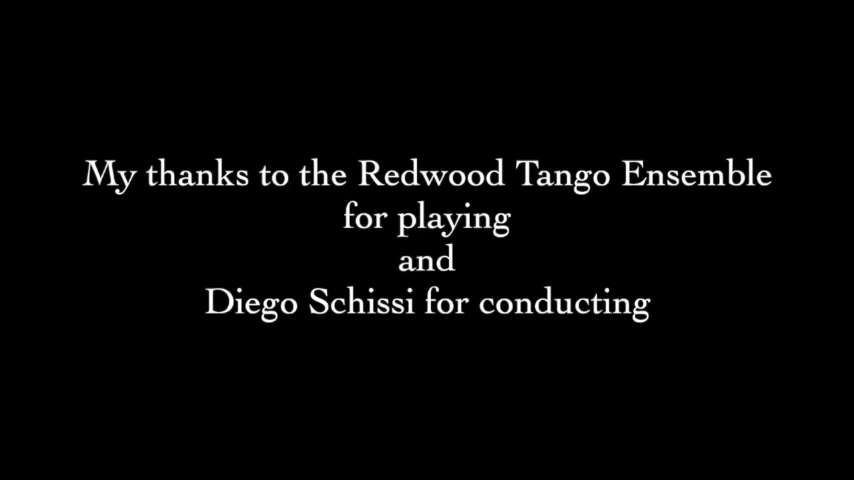 My thanks to the Redwood Tango Ensemble
for playing
and
Diego Schissi for conducting